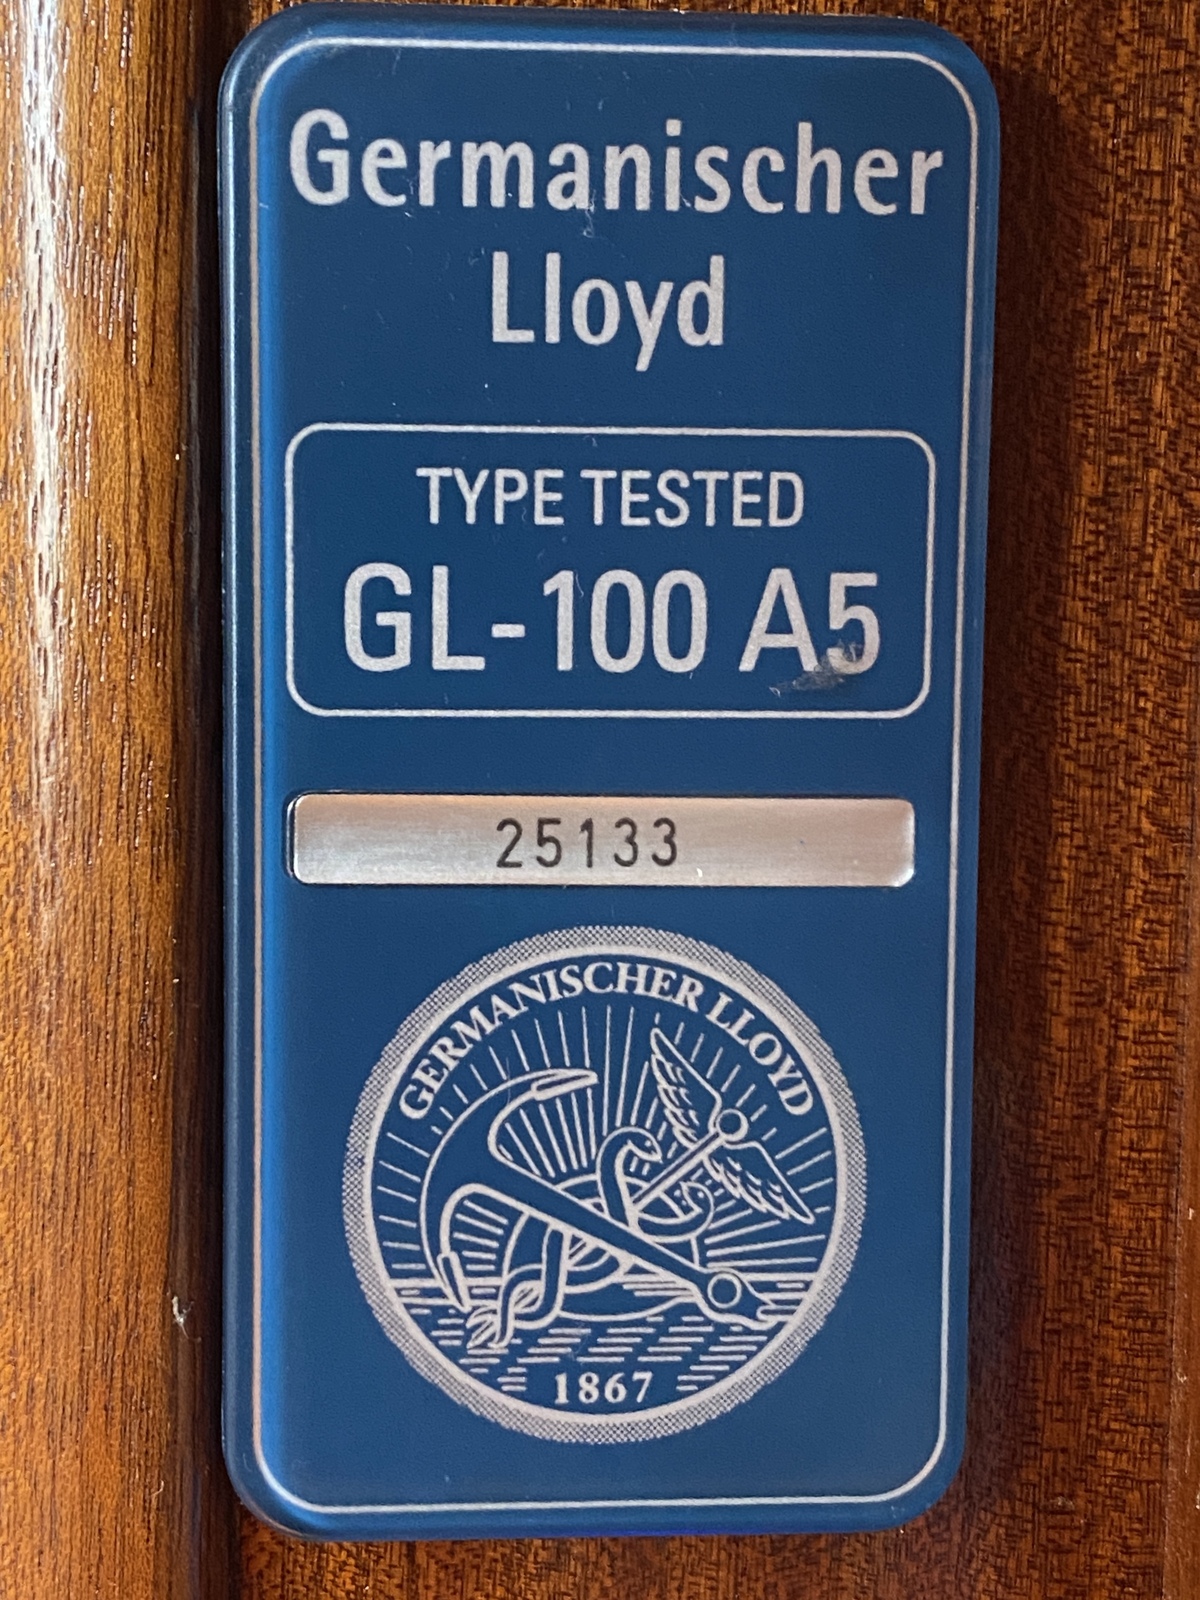 Germanischer
Lloyd
TYPE TESTED
GL-100 A5
25133
GERMANISCHER LLOYD
1867